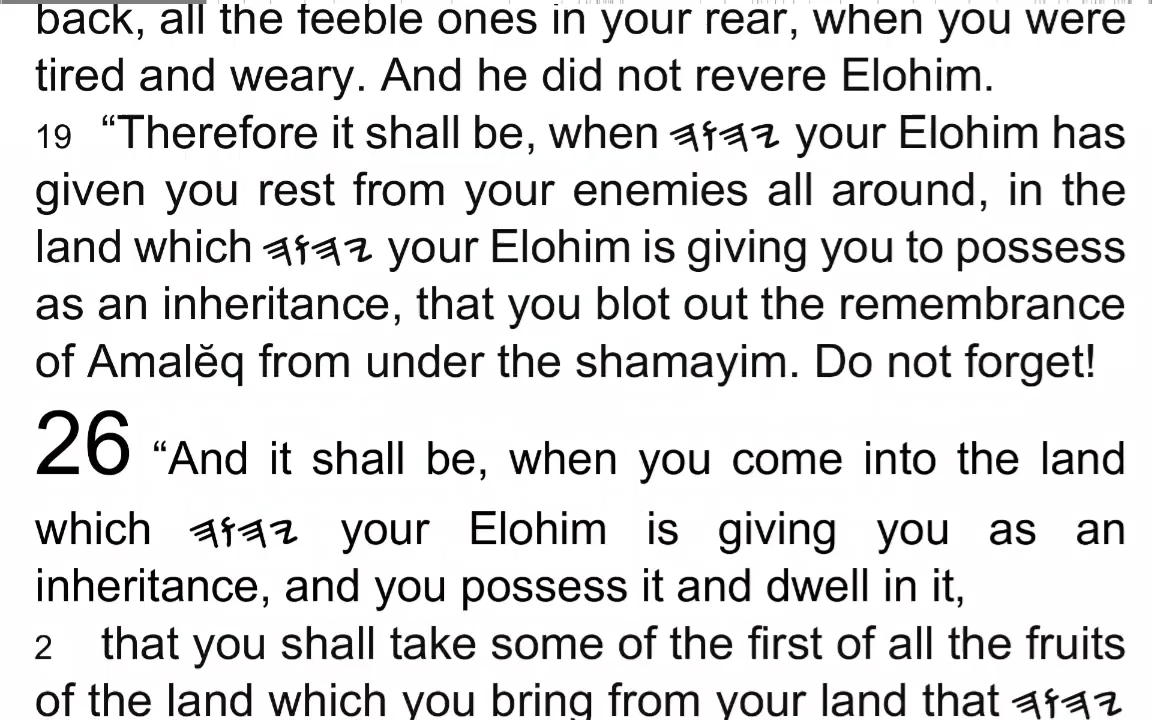 back, all the feeble ones in your rear, when you were
tired and weary. And he did not revere Elohim.
19 “Therefore it shall be, when 𐤉𐤄𐤅𐤄 your Elohim has
given you rest from your enemies all around, in the
land which 𐤉𐤄𐤅𐤄 your Elohim is giving you to possess
as an inheritance, that you blot out the remembrance
of Amalĕq from under the shamayim. Do not forget!
26 “And it shall be, when you come into the land
which 𐤉𐤄𐤅𐤄 your Elohim is giving you as an
inheritance, and you possess it and dwell in it,
2 that you shall take some of the first of all the fruits
of the land which you bring from your land that 𐤉𐤄𐤅𐤄